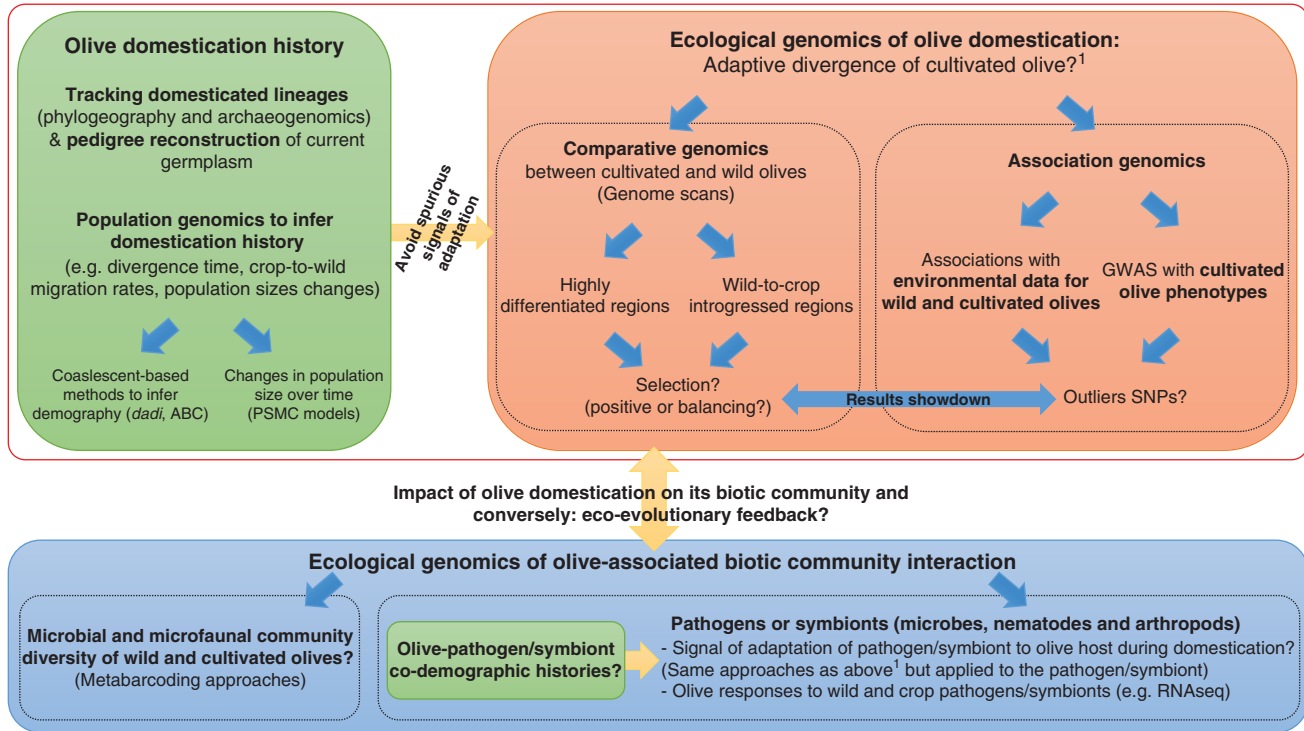 Olive domestication history
Tracking domesticated lineages
(phylogeography and archaeogenomics)
& pedigree reconstruction of current
germplasm
Population genomics to infer
domestication history
(e.g. divergence time, crop-to-wild
migration rates, population sizes changes)
Coaslescent-based
methods to infer
demography (dadi, ABC)
Changes in population
size over time
(PSMC models)
Avoid spurious
signals of
adaptation
Ecological genomics of olive domestication:
Adaptive divergence of cultivated olive?¹
Comparative genomics
between cultivated and wild olives
(Genome scans)
Highly
differentiated regions
Wild-to-crop
introgressed regions
Selection?
(positive or balancing?)
Results showdown
Association genomics
Associations with
environmental data for
wild and cultivated olives
GWAS with cultivated
olive phenotypes
Outliers SNPs?
Impact of olive domestication on its biotic community and
conversely: eco-evolutionary feedback?
Ecological genomics of olive-associated biotic community interaction
Microbial and microfaunal community
diversity of wild and cultivated olives?
(Metabarcoding approaches)
Olive-pathogen/symbiont
co-demographic histories?
Pathogens or symbionts (microbes, nematodes and arthropods)
- Signal of adaptation of pathogen/symbiont to olive host during domestication?
(Same approaches as above¹ but applied to the pathogen/symbiont)
- Olive responses to wild and crop pathogens/symbionts (e.g. RNAseq)